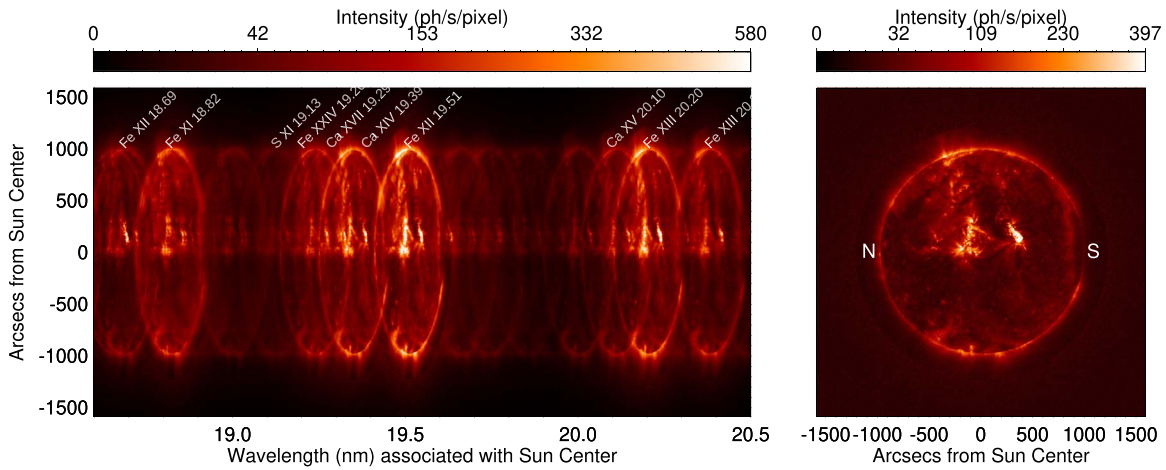 Intensity (ph/s/pixel)
0 42 153 332 580
Intensity (ph/s/pixel)
0 32 109 230 397
1500
1000
500
0
-500
-1000
-1500
Arcsecs from Sun Center
Fe XII 18.69
Fe XI 18.82
S XI 19.13
Fe XXIV 19.20
Ca XVII 19.29
Ca XIV 19.39
Fe XII 19.51
Ca XV 20.10
Fe XIII 20.20
Fe XIII 20.
N
S
19.0 19.5 20.0 20.5
Wavelength (nm) associated with Sun Center
-1500 -1000 -500 0 500 1000 1500
Arcsecs from Sun Center